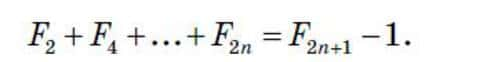 F₂ + F₄ + ... + F₂ₙ = F₂ₙ₊₁ − 1.